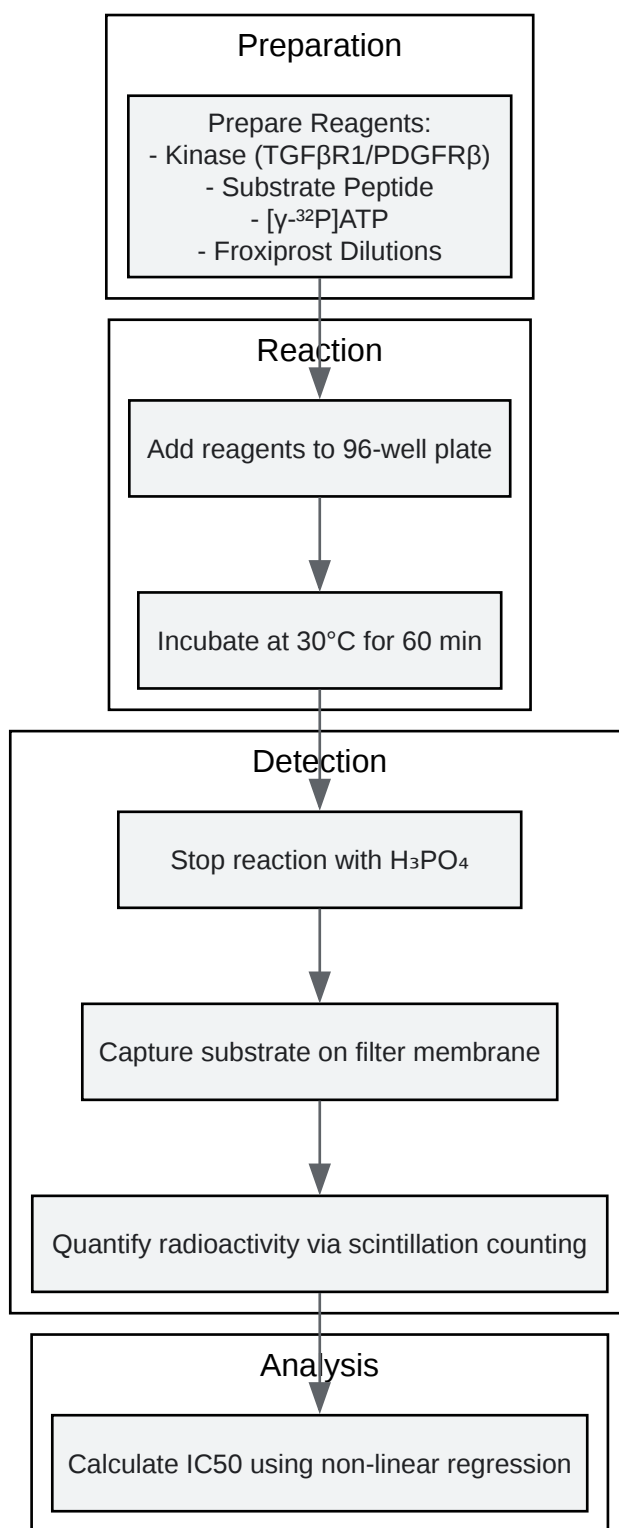 Preparation
Prepare Reagents:
- Kinase (TGFβR1/PDGFRβ)
- Substrate Peptide
- [γ-³²P]ATP
- Froxiprost Dilutions
Reaction
Add reagents to 96-well plate
Incubate at 30°C for 60 min
Detection
Stop reaction with H₃PO₄
Capture substrate on filter membrane
Quantify radioactivity via scintillation counting
Analysis
Calculate IC50 using non-linear regression